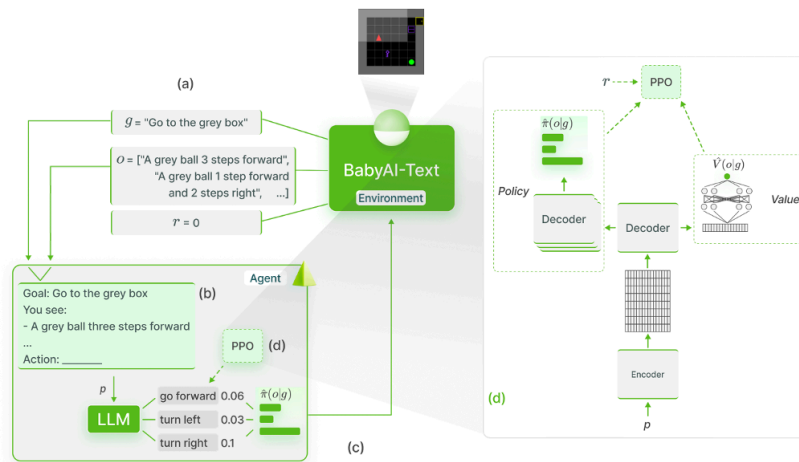 (a)
g = "Go to the grey box"
o = ["A grey ball 3 steps forward",
"A grey ball 1 step forward
and 2 steps right", ...]
r = 0
BabyAI-Text
Environment
Agent
Goal: Go to the grey box
You see:
- A grey ball three steps forward
...
Action: _______
(b)
PPO
(d)
p
LLM
go forward 0.06
turn left 0.03
turn right 0.1
π̂(o|g)
(c)
r
PPO
π̂(o|g)
Policy
Decoder
Decoder
V̂(o|g)
Value
Encoder
p
(d)